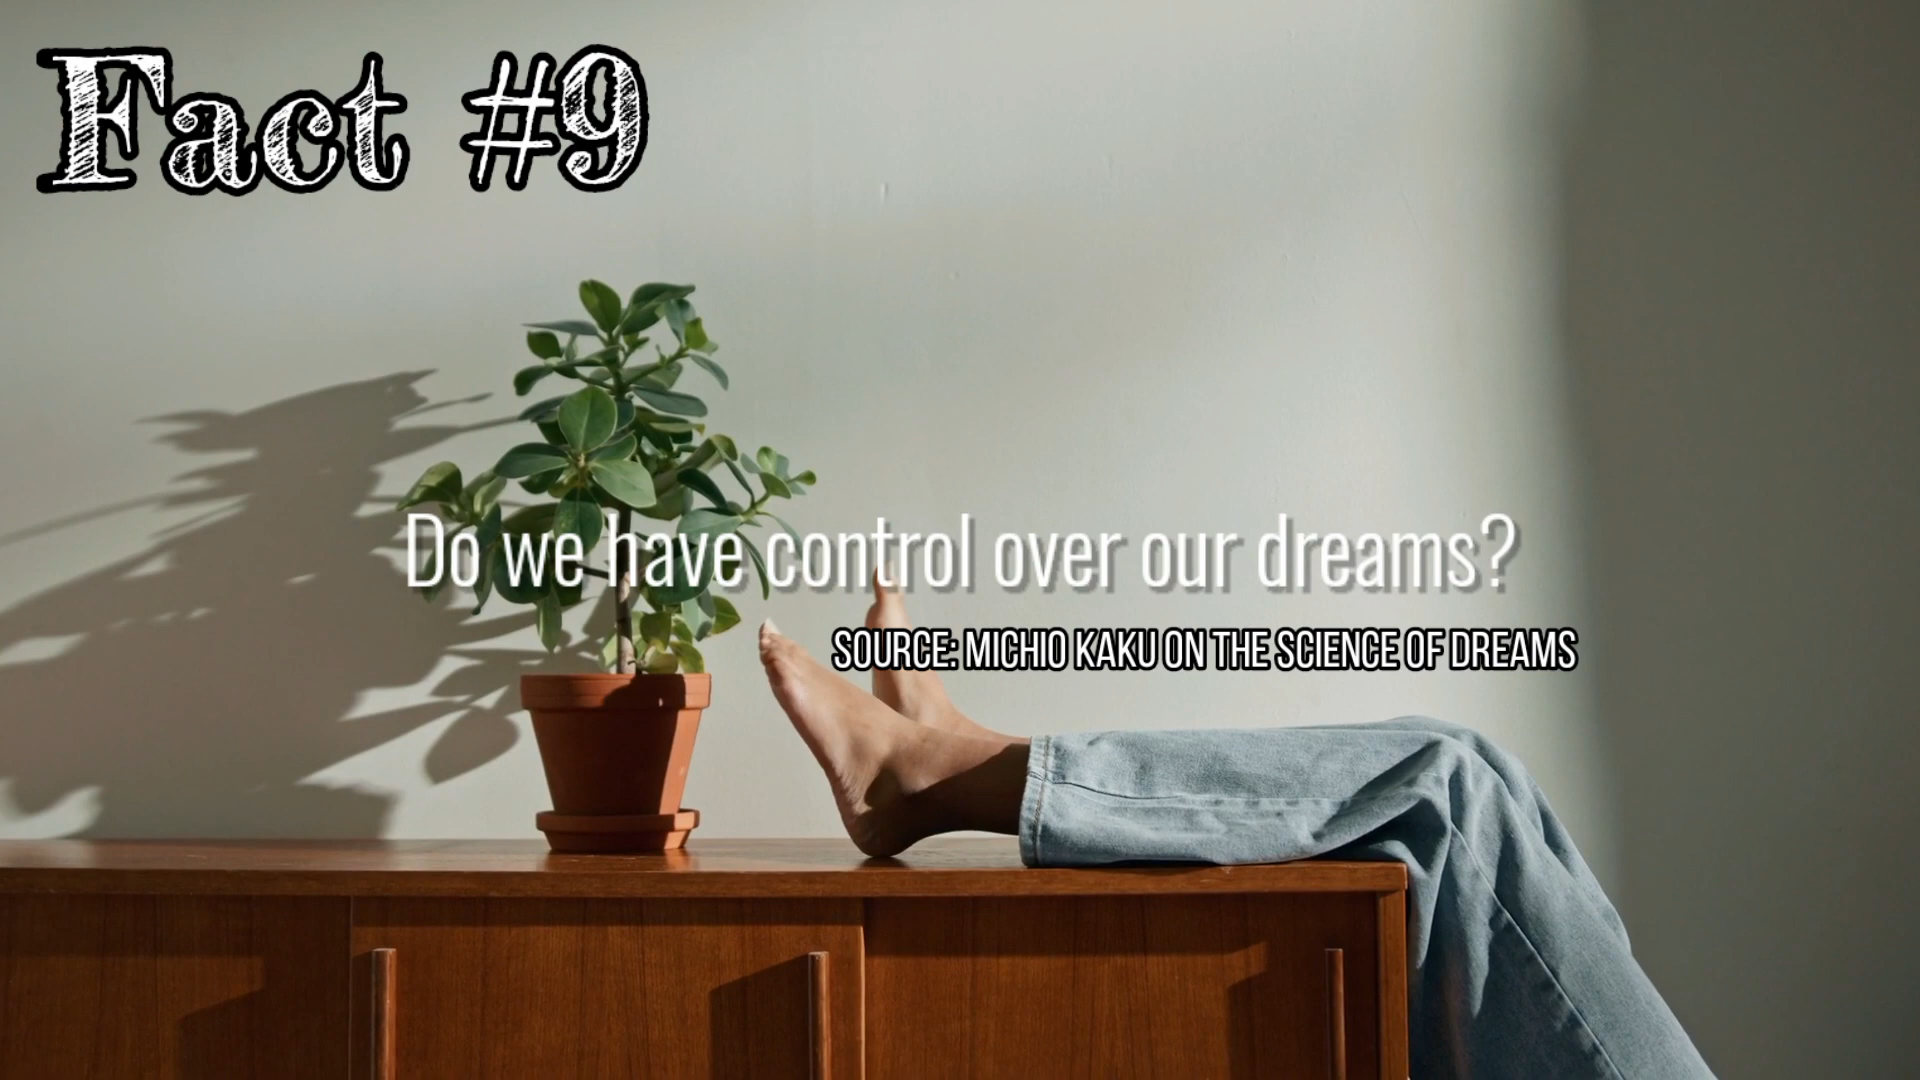 Fact #9
Do we have control over our dreams?
SOURCE: MICHIO KAKU ON THE SCIENCE OF DREAMS